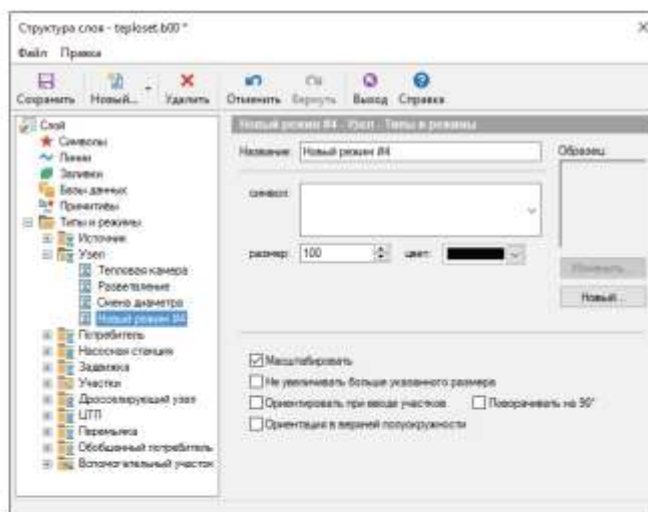 Структура слоя - teploset.b00 *
Файл Правка
Сохранить Новый... Удалить Отменить Вернуть Выход Справка
Слой
Символы
Линии
Заливки
Базы данных
Примитивы
Типы и режимы
Источник
Узел
Тепловая камера
Разветвление
Смена диаметра
Новый режим #4
Потребитель
Насосная станция
Задвижка
Участки
Дросселирующий узел
ЦТП
Перемычка
Обобщенный потребитель
Вспомогательный участок
Новый режим #4 - Узел - Типы и режимы
Название: Новый режим #4
Образец:
символ:
размер: 100 цвет:
Изменить...
Новый...
Масштабировать
Не увеличивать больше указанного размера
Ориентировать при вводе участков Поворачивать на 90°
Ориентация в верхней полуокружности